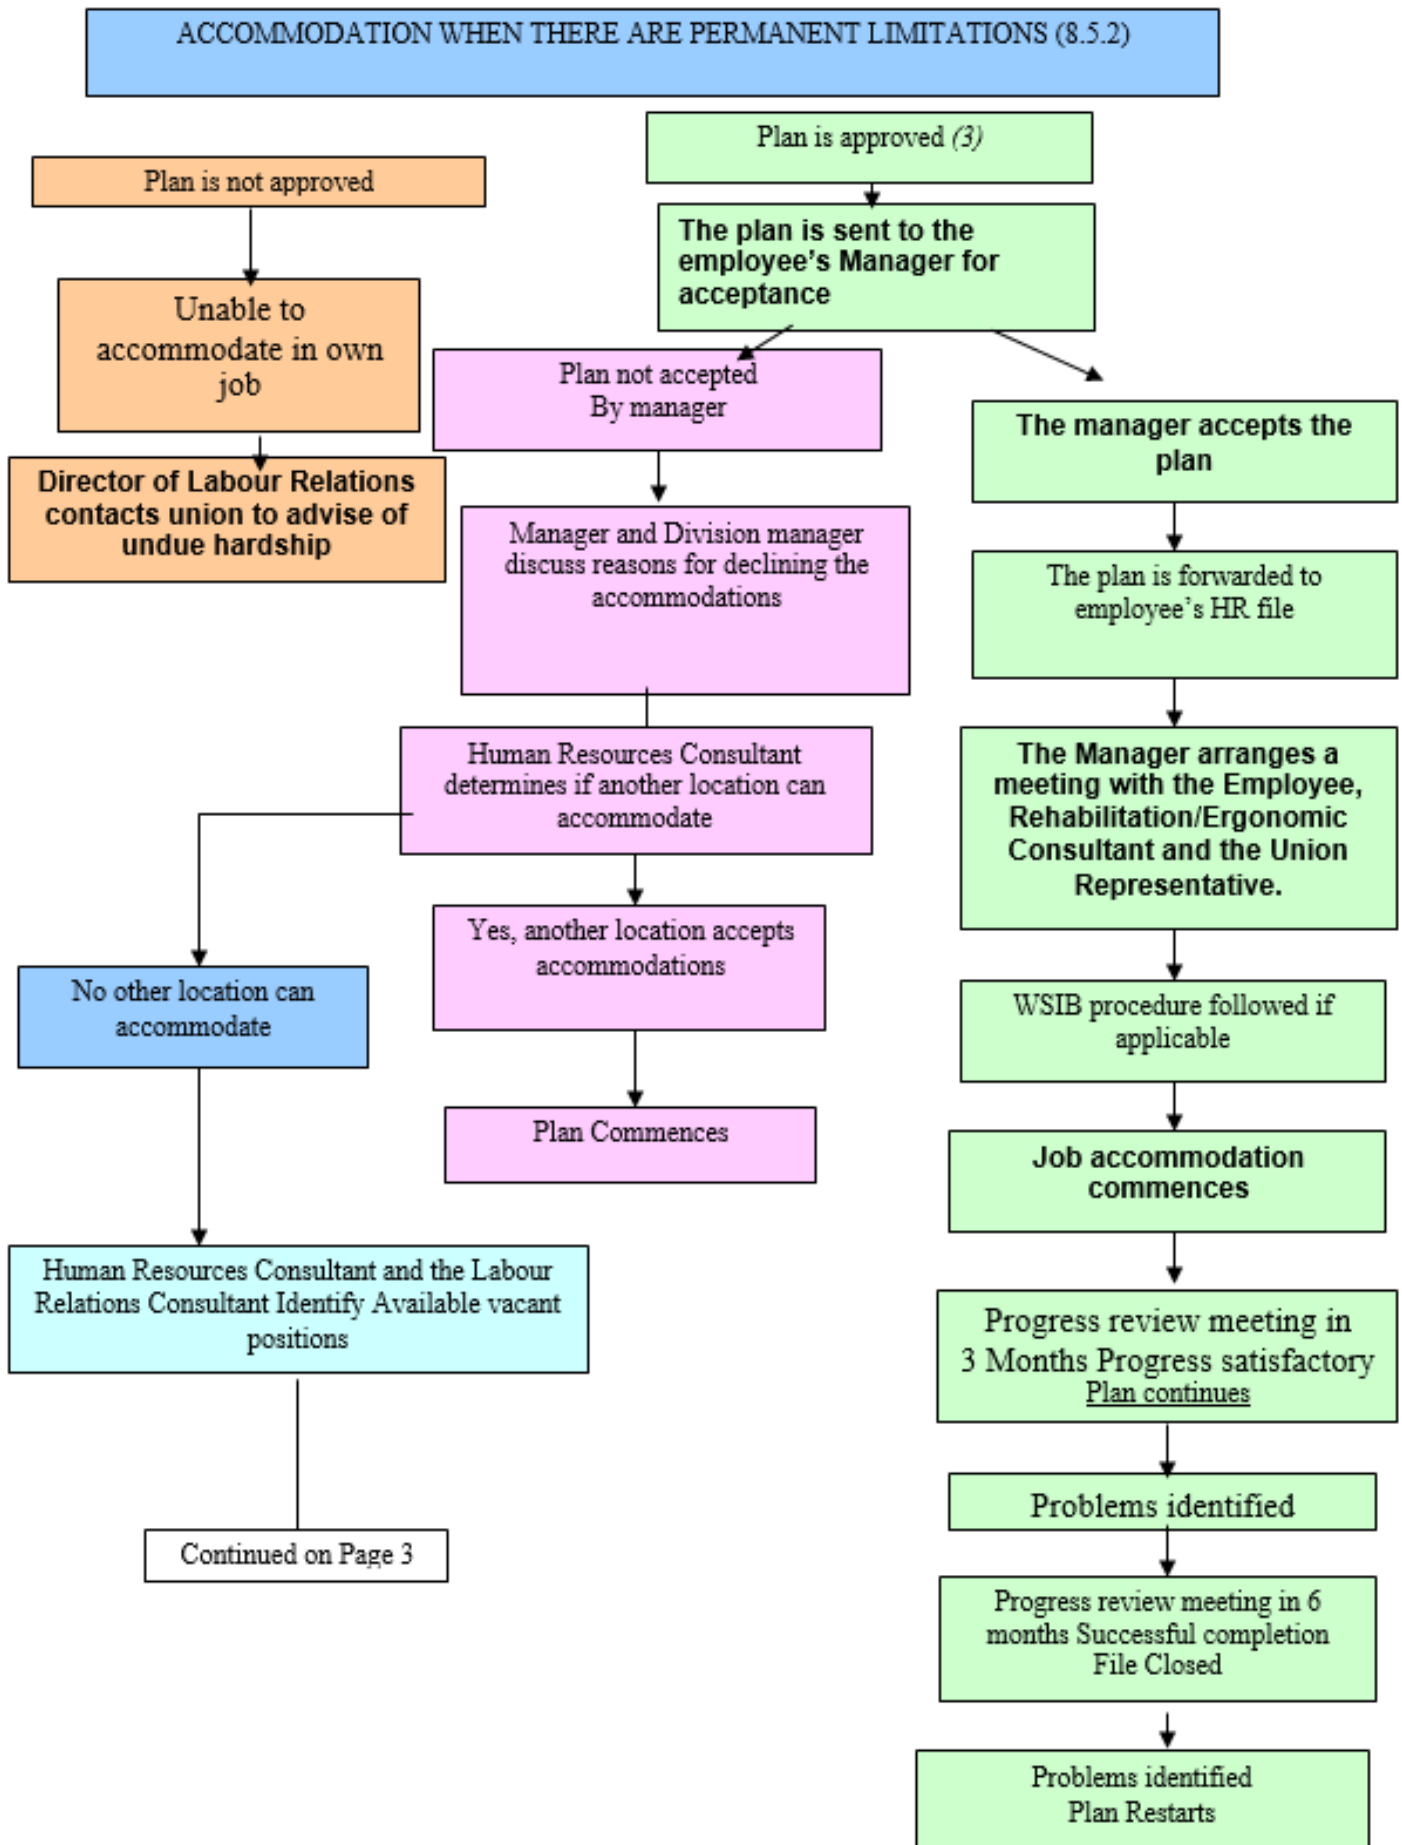 ACCOMMODATION WHEN THERE ARE PERMANENT LIMITATIONS (8.5.2)
Plan is approved (3)
Plan is not approved
The plan is sent to the
employee’s Manager for
acceptance
Unable to
accommodate in own
job
Plan not accepted
By manager
The manager accepts the
plan
Director of Labour Relations
contacts union to advise of
undue hardship
Manager and Division manager
discuss reasons for declining the
accommodations
The plan is forwarded to
employee’s HR file
Human Resources Consultant
determines if another location can
accommodate
The Manager arranges a
meeting with the Employee,
Rehabilitation/Ergonomic
Consultant and the Union
Representative.
Yes, another location accepts
accommodations
No other location can
accommodate
WSIB procedure followed if
applicable
Plan Commences
Job accommodation
commences
Human Resources Consultant and the Labour
Relations Consultant Identify Available vacant
positions
Progress review meeting in
3 Months Progress satisfactory
Plan continues
Problems identified
Continued on Page 3
Progress review meeting in 6
months Successful completion
File Closed
Problems identified
Plan Restarts